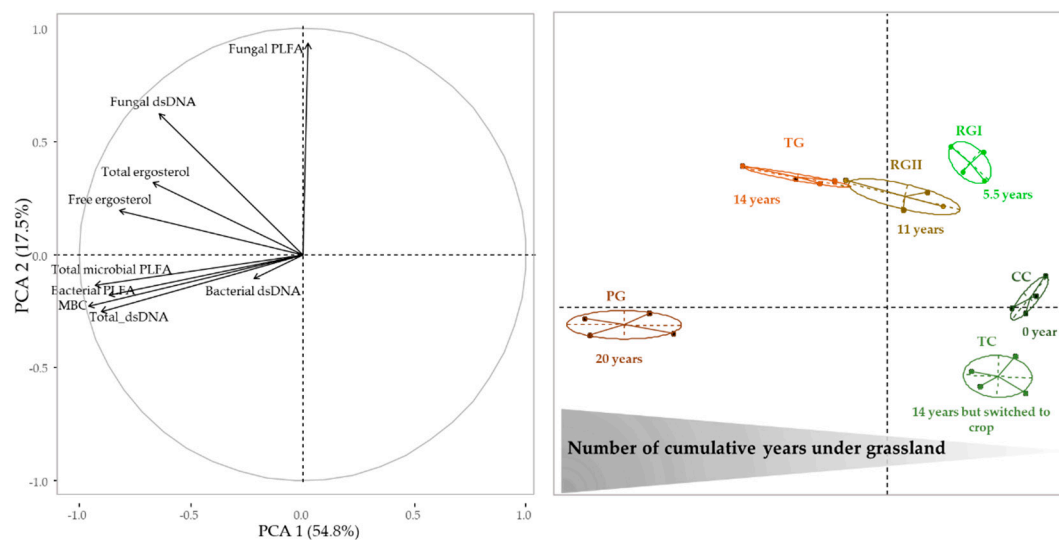 1.0
0.5
0.0
-0.5
-1.0
PCA 2 (17.5%)
Fungal PLFA
Fungal dsDNA
Total ergosterol
Free ergosterol
Total microbial PLFA
Bacterial PLFA
MBC
Total_dsDNA
Bacterial dsDNA
-1.0 -0.5 0.0 0.5 1.0
PCA 1 (54.8%)
TG
14 years
RGII
11 years
RGI
5.5 years
CC
0 year
PG
20 years
TC
14 years but switched to
crop
Number of cumulative years under grassland